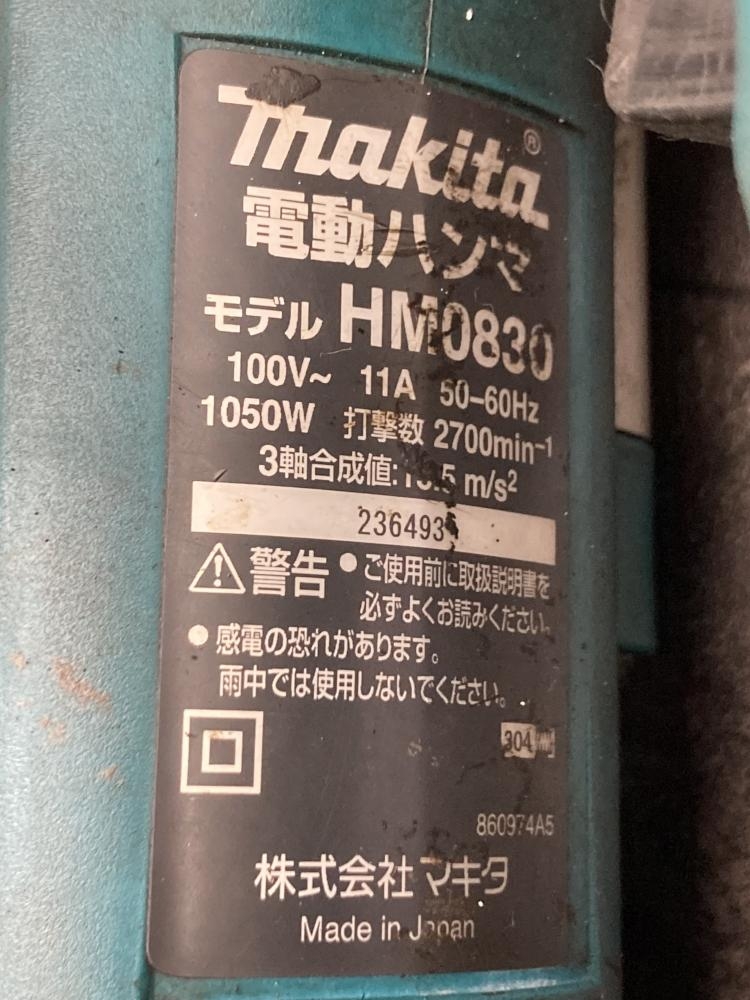 makita®
電動ハンマ
モデル HM0830
100V~ 11A 50-60Hz
1050W 打撃数 2700min-1
3軸合成値: m/s²
⚠警告 ●ご使用前に取扱説明書を
必ずよくお読みください。
●感電の恐れがあります。
雨中では使用しないでください。
304
860974A5
株式会社マキタ
Made in Japan